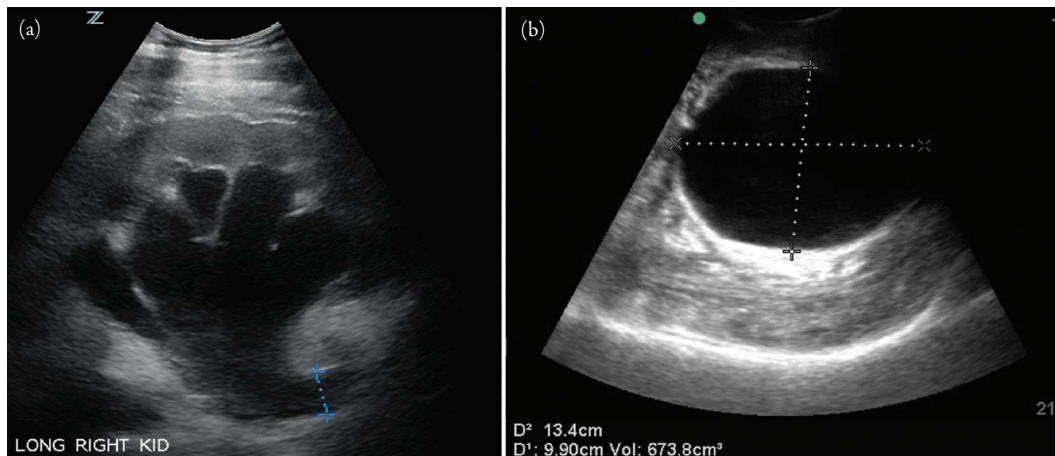 (a)
Z
LONG RIGHT KID
(b)
D² 13.4cm
D¹: 9.90cm Vol: 673.8cm³
21